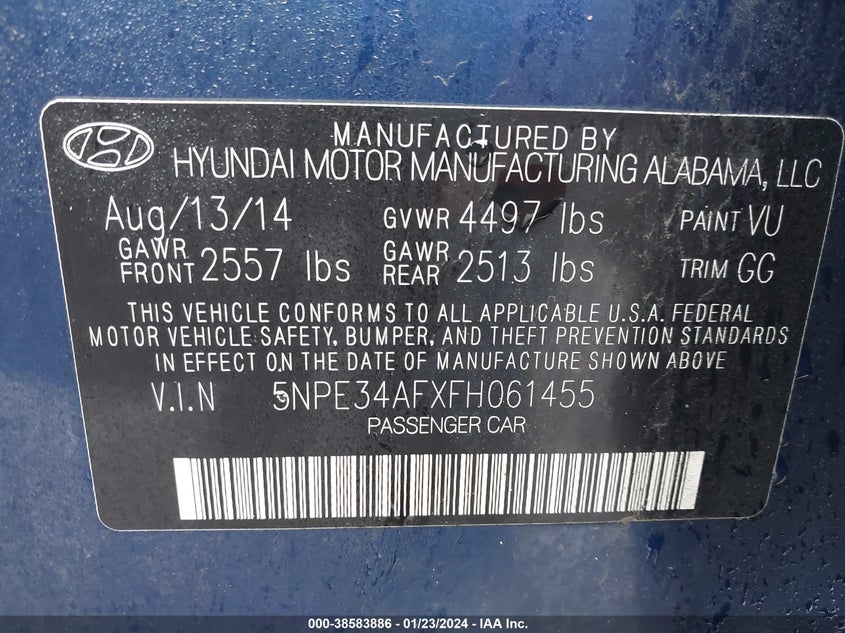 MANUFACTURED BY
HYUNDAI MOTOR MANUFACTURING ALABAMA, LLC
Aug/13/14 GVWR 4497 lbs PAINT VU
GAWR FRONT 2557 lbs GAWR REAR 2513 lbs TRIM GG
THIS VEHICLE CONFORMS TO ALL APPLICABLE U.S.A. FEDERAL
MOTOR VEHICLE SAFETY, BUMPER, AND THEFT PREVENTION STANDARDS
IN EFFECT ON THE DATE OF MANUFACTURE SHOWN ABOVE
V.I.N 5NPE34AFXFH061455
PASSENGER CAR
000-38583886 - 01/23/2024 - IAA Inc.